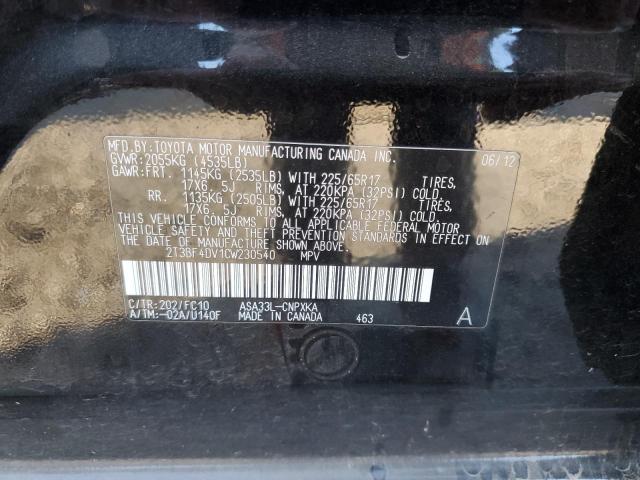 MFD. BY: TOYOTA MOTOR MANUFACTURING CANADA INC. 06/12
GVWR: 2055KG (4535LB)
GAWR: FRT. 1145KG (2535LB) WITH 225/65R17 TIRES,
17X6. 5J RIMS, AT 220KPA (32PSI) COLD.
RR. 1135KG (2505LB) WITH 225/65R17 TIRES,
17X6. 5J RIMS, AT 220KPA (32PSI) COLD.
THIS VEHICLE CONFORMS TO ALL APPLICABLE FEDERAL MOTOR
VEHICLE SAFETY AND THEFT PREVENTION STANDARDS IN EFFECT ON
THE DATE OF MANUFACTURE SHOWN ABOVE.
2T3BF4DV1CW230540 MPV
C/TR: 202/FC10 ASA33L-CNPXKA
A/TM: -02A/U140F MADE IN CANADA 463 A